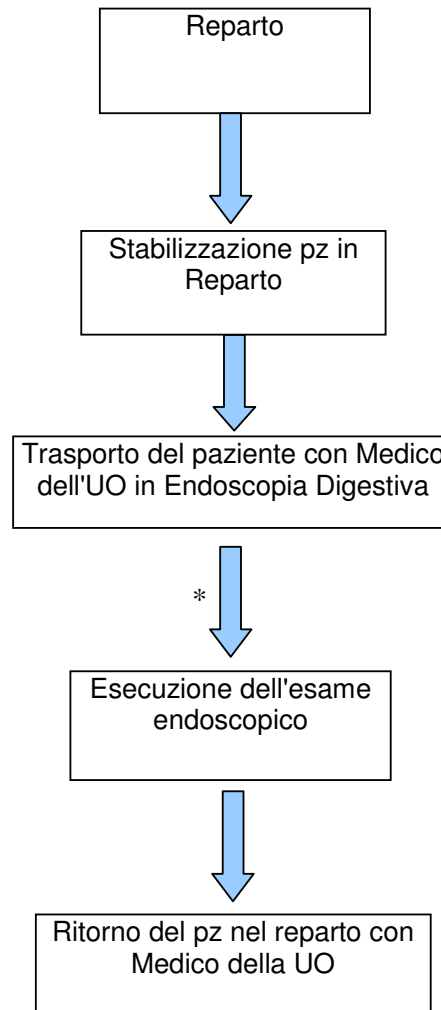 Reparto
Stabilizzazione pz in
Reparto
Trasporto del paziente con Medico
dell'UO in Endoscopia Digestiva
*
Esecuzione dell'esame
endoscopico
Ritorno del pz nel reparto con
Medico della UO